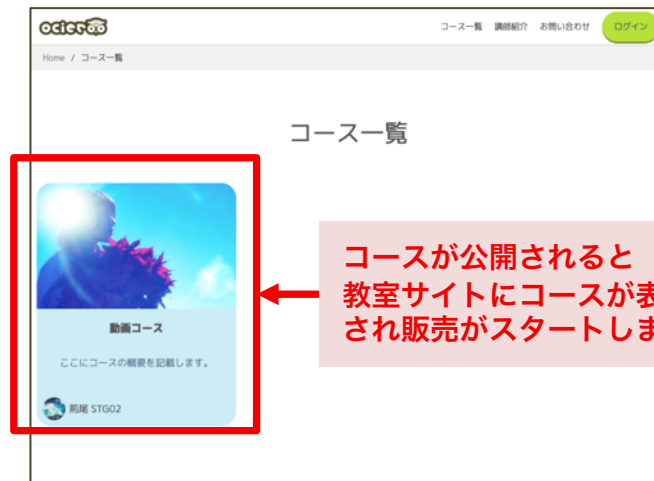 ocieroo
コース一覧 講師紹介 お問い合わせ ログイン
Home / コース一覧
コース一覧
コースが公開されると
教室サイトにコースが表
され販売がスタートしま
動画コース
ここにコースの概要を記載します。
STG02